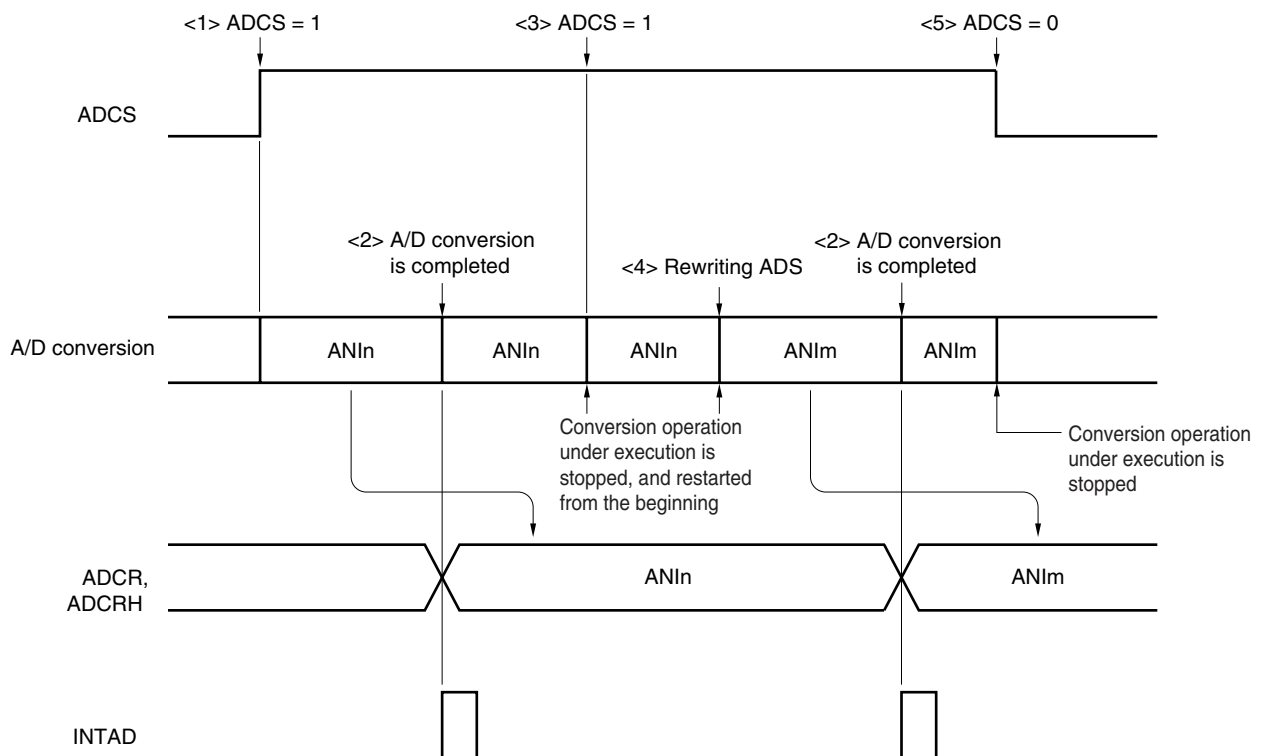 <1> ADCS = 1
<3> ADCS = 1
<5> ADCS = 0
ADCS
<2> A/D conversion
is completed
<4> Rewriting ADS
<2> A/D conversion
is completed
A/D conversion
ANIn
ANIn
ANIn
ANIm
ANIm
Conversion operation
under execution is
stopped, and restarted
from the beginning
Conversion operation
under execution is
stopped
ADCR,
ADCRH
ANIn
ANIm
INTAD